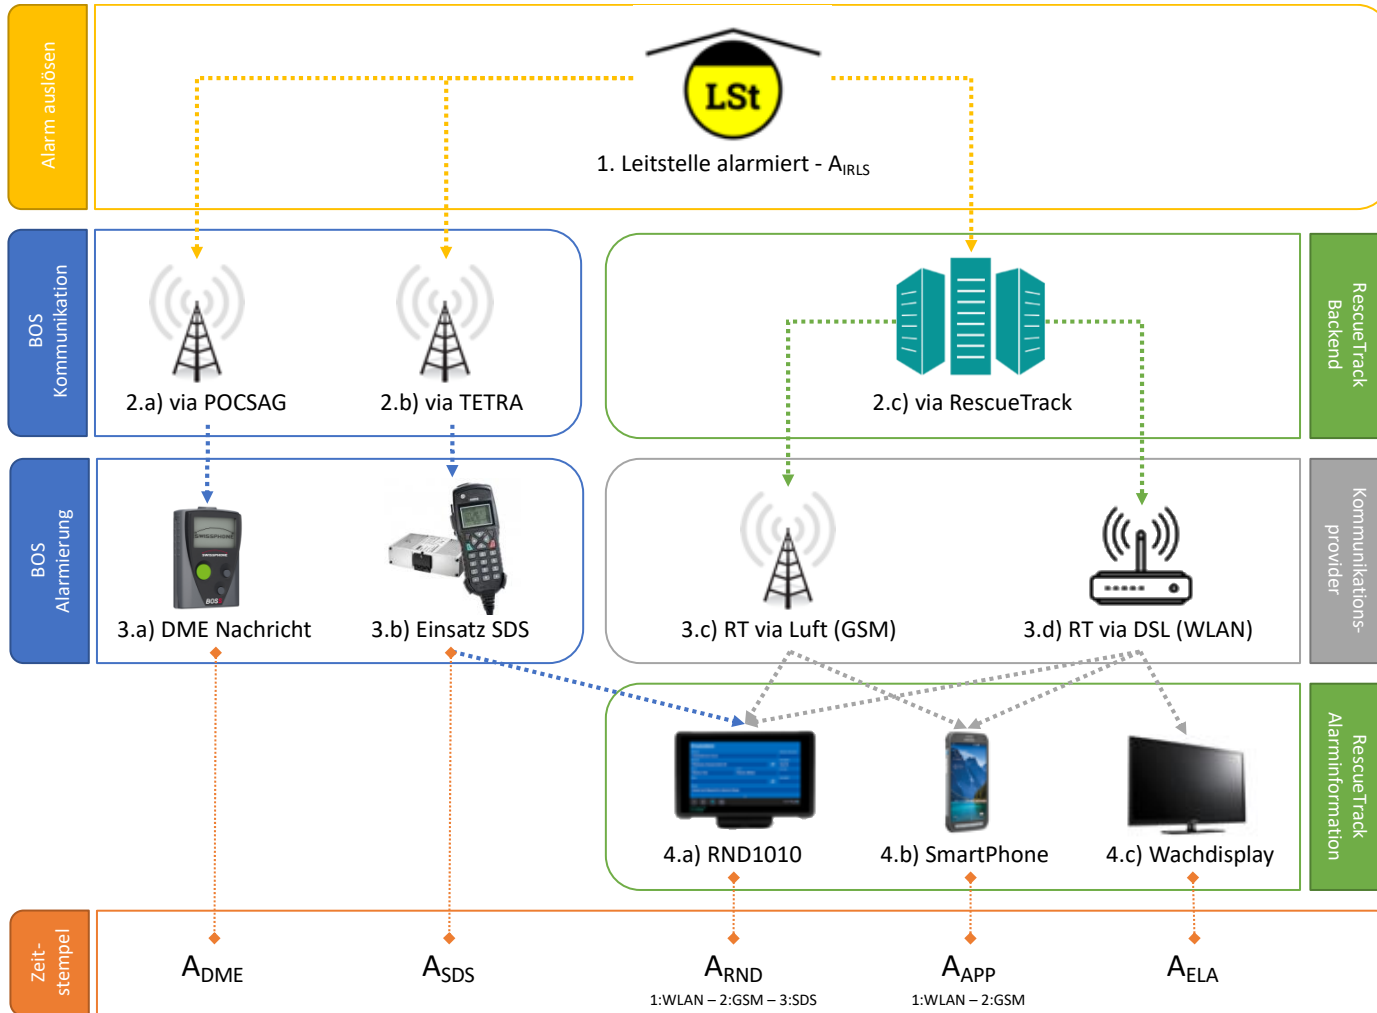 Alarm auslösen
LSt
1. Leitstelle alarmiert - AIRLS
BOS
Kommunikation
2.a) via POCSAG
2.b) via TETRA
2.c) via RescueTrack
RescueTrack
Backend
BOS
Alarmierung
SWISSPHONE
SWISSPHONE
BOSS
3.a) DME Nachricht
3.b) Einsatz SDS
3.c) RT via Luft (GSM)
3.d) RT via DSL (WLAN)
Kommunikations-
provider
4.a) RND1010
4.b) SmartPhone
4.c) Wachdisplay
RescueTrack
Alarminformation
Zeit-
stempel
ADME
ASDS
ARND
AAPP
AELA
1:WLAN – 2:GSM – 3:SDS
1:WLAN – 2:GSM